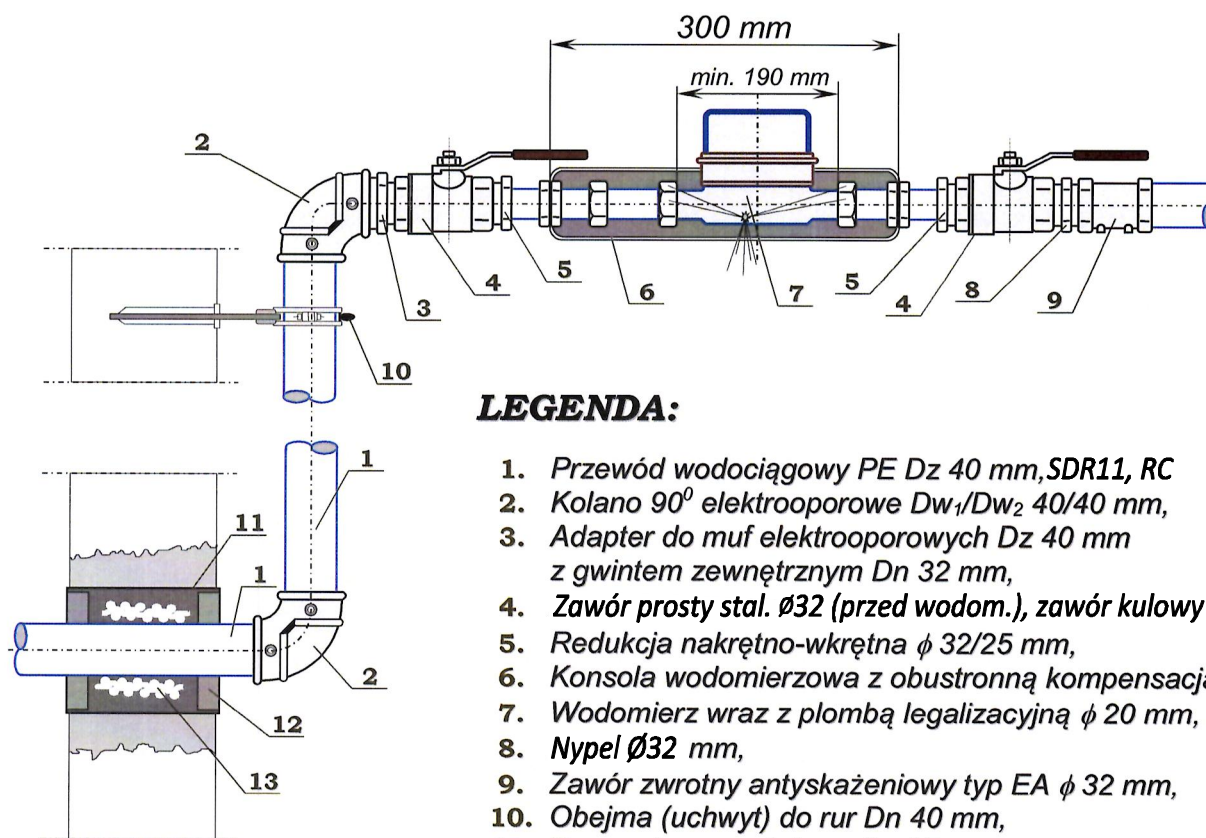 300 mm
min. 190 mm
2
3
4
5
6
7
5
4
8
9
10
1
11
1
2
12
13
LEGENDA:
1. Przewód wodociągowy PE Dz 40 mm, SDR11, RC
2. Kolano 90⁰ elektrooporowe Dw₁/Dw₂ 40/40 mm,
3. Adapter do muf elektrooporowych Dz 40 mm
z gwintem zewnętrznym Dn 32 mm,
4. Zawór prosty stal. Ø32 (przed wodom.), zawór kulowy
5. Redukcja nakrętno-wkrętna ϕ 32/25 mm,
6. Konsola wodomierzowa z obustronną kompensacją
7. Wodomierz wraz z plombą legalizacyjną ϕ 20 mm,
8. Nypel Ø32 mm,
9. Zawór zwrotny antyskażeniowy typ EA ϕ 32 mm,
10. Obejma (uchwyt) do rur Dn 40 mm,